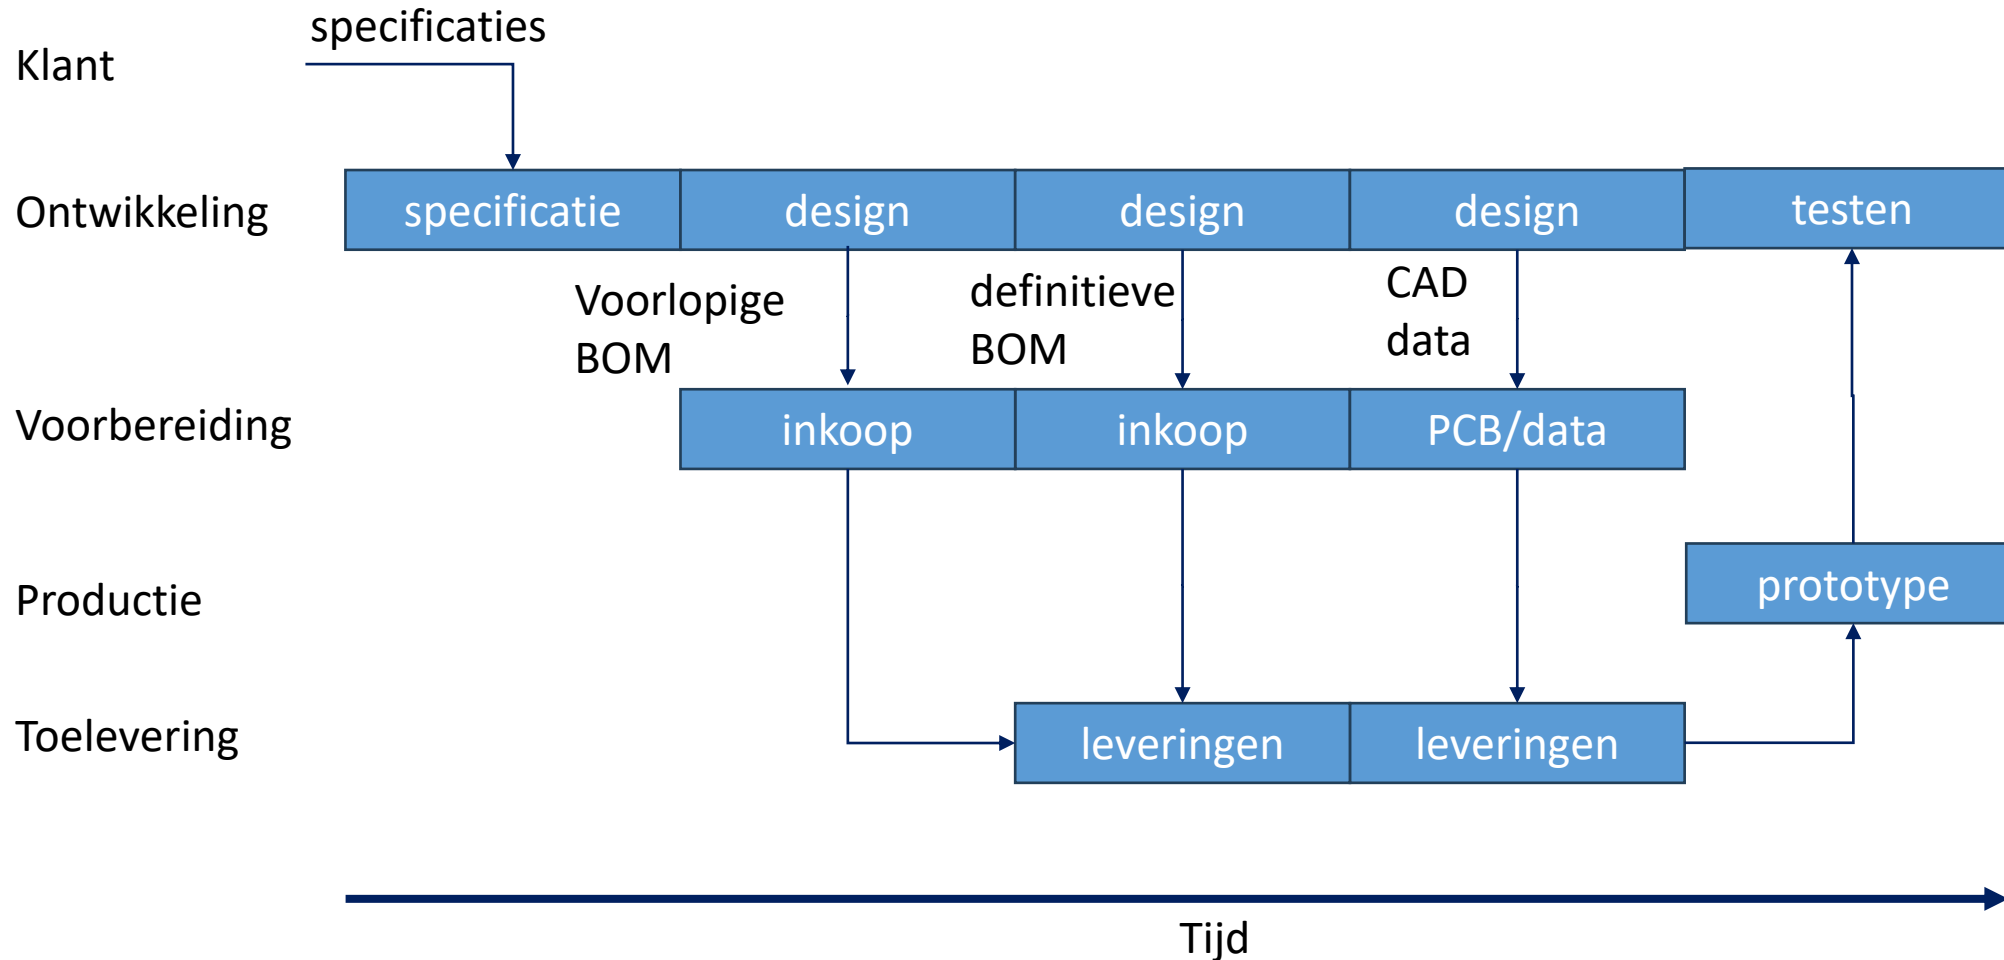 specificaties
Klant
Ontwikkeling
specificatie
design
design
design
testen
Voorlopige
BOM
definitieve
BOM
CAD
data
Voorbereiding
inkoop
inkoop
PCB/data
Productie
prototype
Toelevering
leveringen
leveringen
Tijd